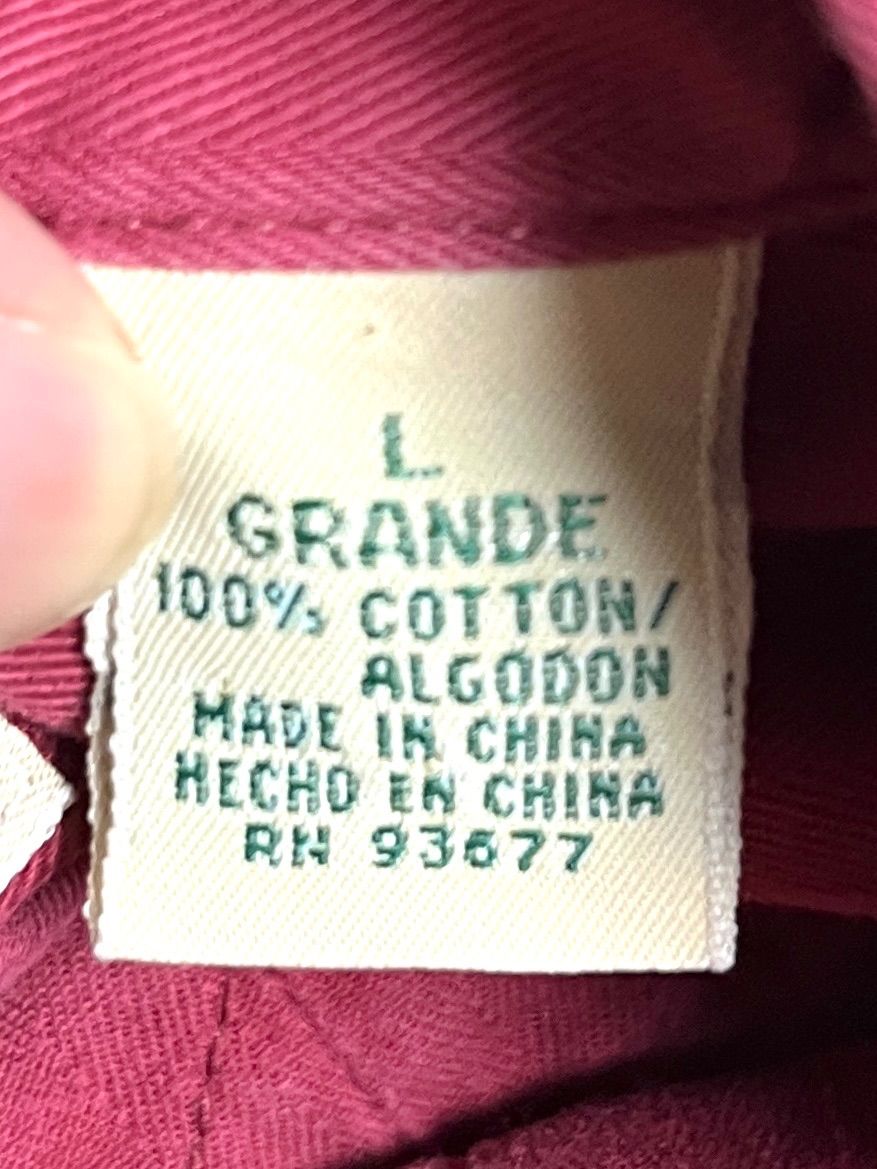 L
GRANDE
100% COTTON/
ALGODON
MADE IN CHINA
HECHO EN CHINA
RN 93677